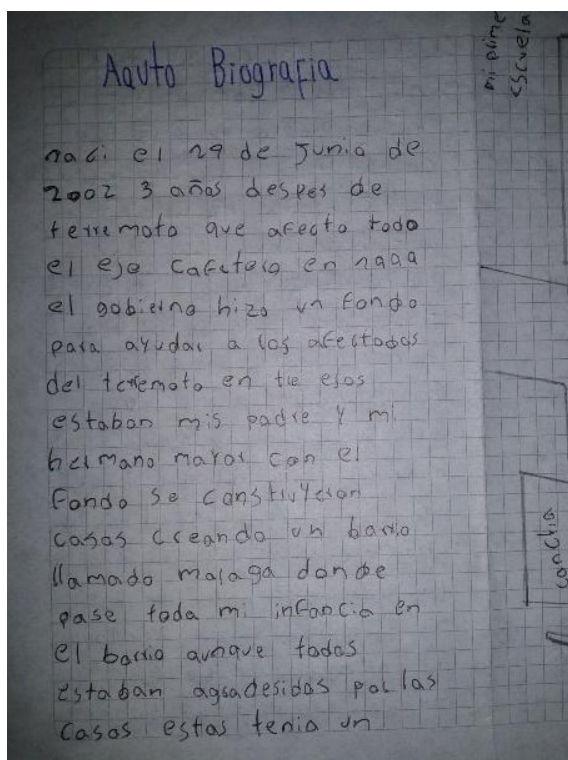 Aauto Biografia
naci el 29 de Junio de
2002 3 años despes de
terremoto que afecto todo
el eje cafetero en 1999
el gobierno hizo un fondo
para ayudar a los afectados
del terremoto en tre esos
estaban mis padre y mi
hermano mayor con el
fondo se construyeron
casas creando un barrio
llamado malaga donde
pase toda mi infancia en
el barrio aunque todos
estaban agradesidos por las
casas estas tenia un
mi prime
escuela
cancha